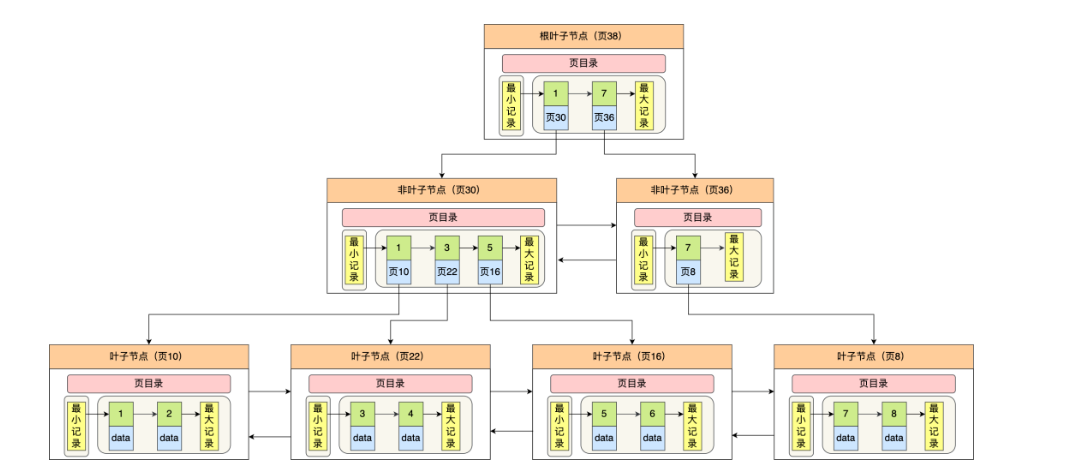 根叶子节点（页38）
页目录
最小记录
1
7
最大记录
页30
页36
非叶子节点（页30）
页目录
最小记录
1
3
5
最大记录
页10
页22
页16
非叶子节点（页36）
页目录
最小记录
7
最大记录
页8
叶子节点（页10）
页目录
最小记录
1
2
最大记录
data
data
叶子节点（页22）
页目录
最小记录
3
4
最大记录
data
data
叶子节点（页16）
页目录
最小记录
5
6
最大记录
data
data
叶子节点（页8）
页目录
最小记录
7
8
最大记录
data
data